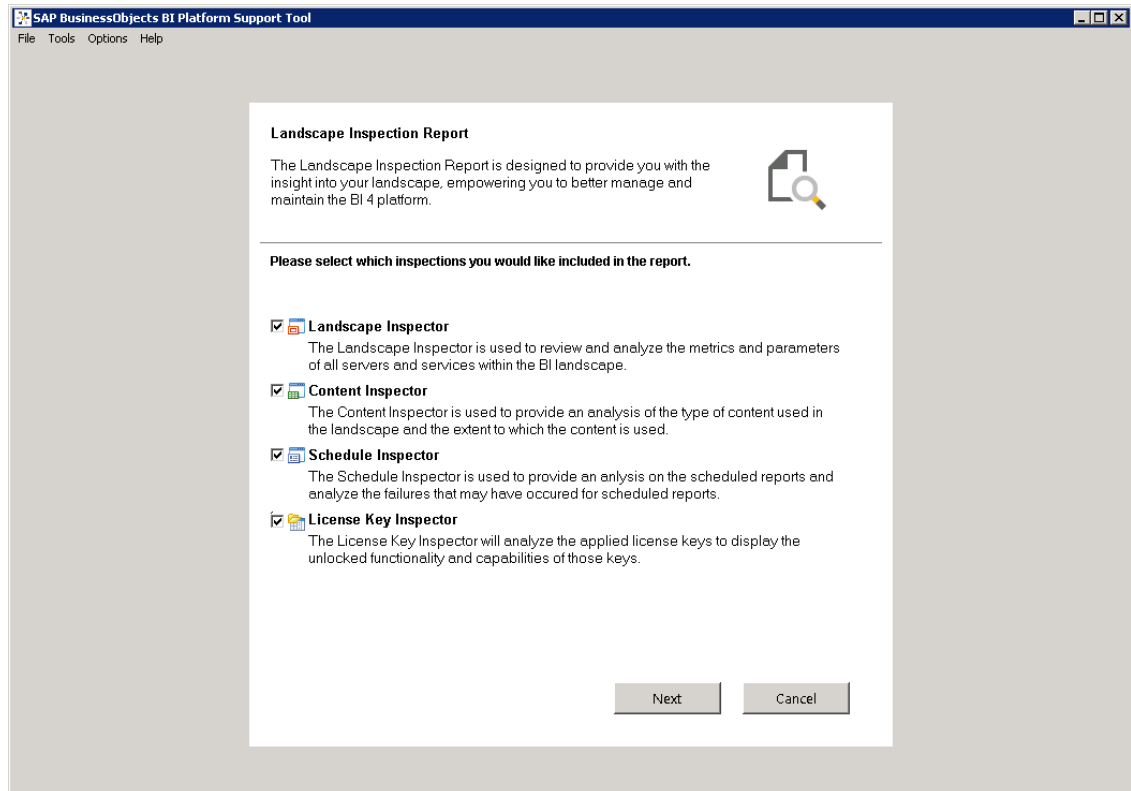 SAP BusinessObjects BI Platform Support Tool
File Tools Options Help
Landscape Inspection Report
The Landscape Inspection Report is designed to provide you with the
insight into your landscape, empowering you to better manage and
maintain the BI 4 platform.
Please select which inspections you would like included in the report.
Landscape Inspector
The Landscape Inspector is used to review and analyze the metrics and parameters
of all servers and services within the BI landscape.
Content Inspector
The Content Inspector is used to provide an analysis of the type of content used in
the landscape and the extent to which the content is used.
Schedule Inspector
The Schedule Inspector is used to provide an anlysis on the scheduled reports and
analyze the failures that may have occured for scheduled reports.
License Key Inspector
The License Key Inspector will analyze the applied license keys to display the
unlocked functionality and capabilities of those keys.
Next Cancel